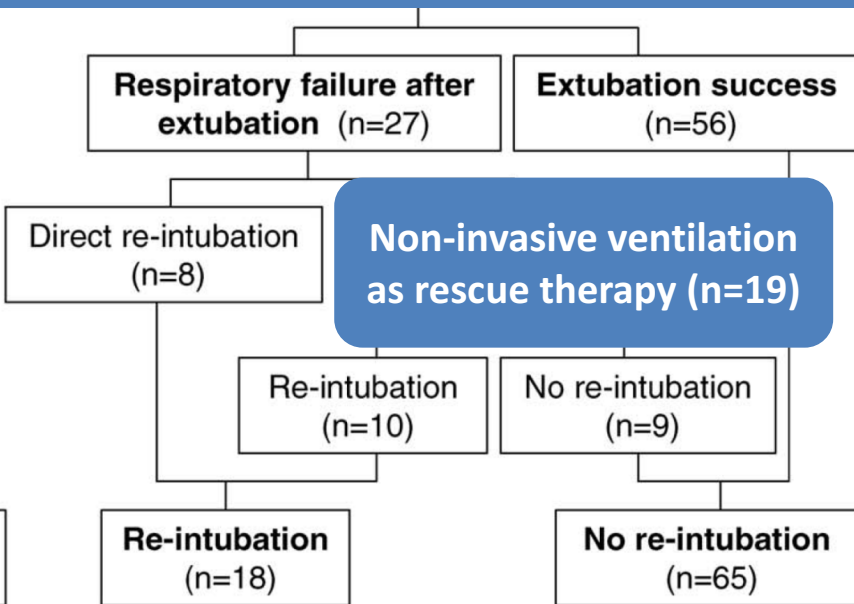 Respiratory failure after
extubation (n=27)
Extubation success
(n=56)
Direct re-intubation
(n=8)
Non-invasive ventilation
as rescue therapy (n=19)
Re-intubation
(n=10)
No re-intubation
(n=9)
Re-intubation
(n=18)
No re-intubation
(n=65)